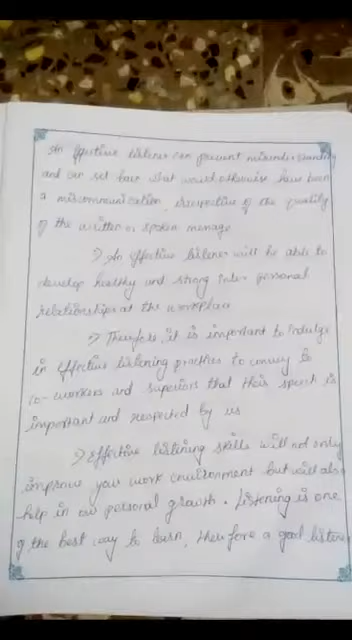 An effective listener can prevent misunderstanding
and can set base what would otherwise have been
a miscommunication, irrespective of the quality
of the written or spoken message
→ An effective listener will be able to
develop healthy and strong inter personal
relationships at the workplace
→ Therefore, it is important to indulge
in effective listening practies to convey to
co-workers and superiors that their speech is
important and respected by us
→ Effective listining skills will not only
improve your work environment but will also
help in our personal growth. Listening is one
of the best way to learn, therefore a good listener